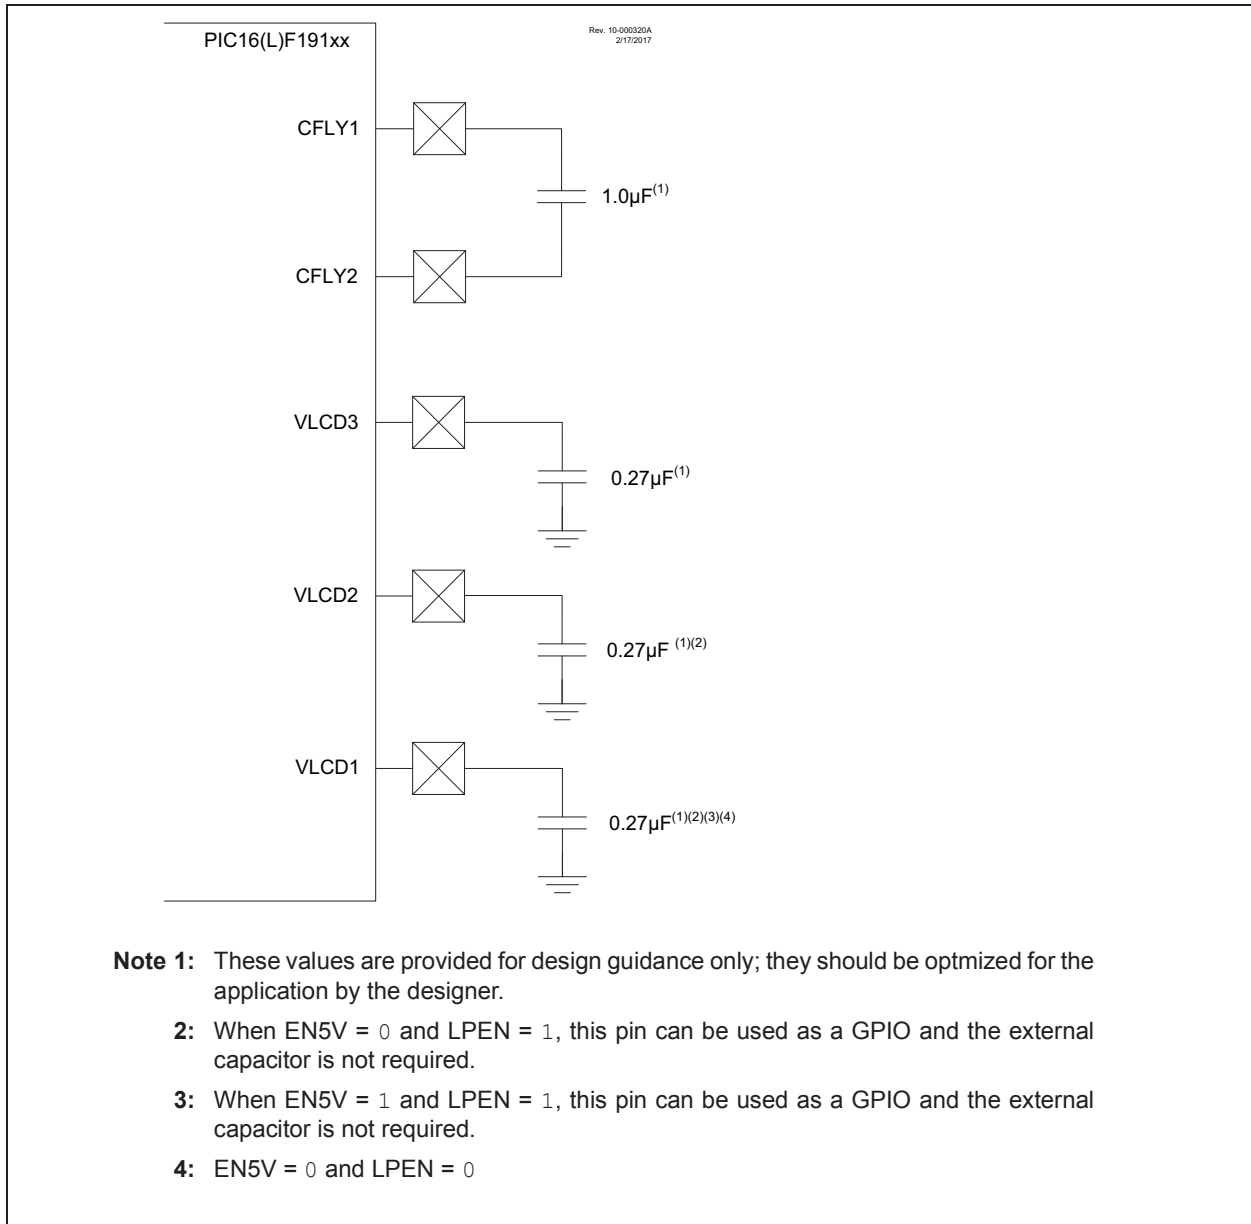 PIC16(L)F191xx
Rev. 10-000320A
2/17/2017
CFLY1
1.0µF(1)
CFLY2
VLCD3
0.27µF(1)
VLCD2
0.27µF (1)(2)
VLCD1
0.27µF(1)(2)(3)(4)
Note 1: These values are provided for design guidance only; they should be optmized for the
application by the designer.
2: When EN5V = 0 and LPEN = 1, this pin can be used as a GPIO and the external
capacitor is not required.
3: When EN5V = 1 and LPEN = 1, this pin can be used as a GPIO and the external
capacitor is not required.
4: EN5V = 0 and LPEN = 0